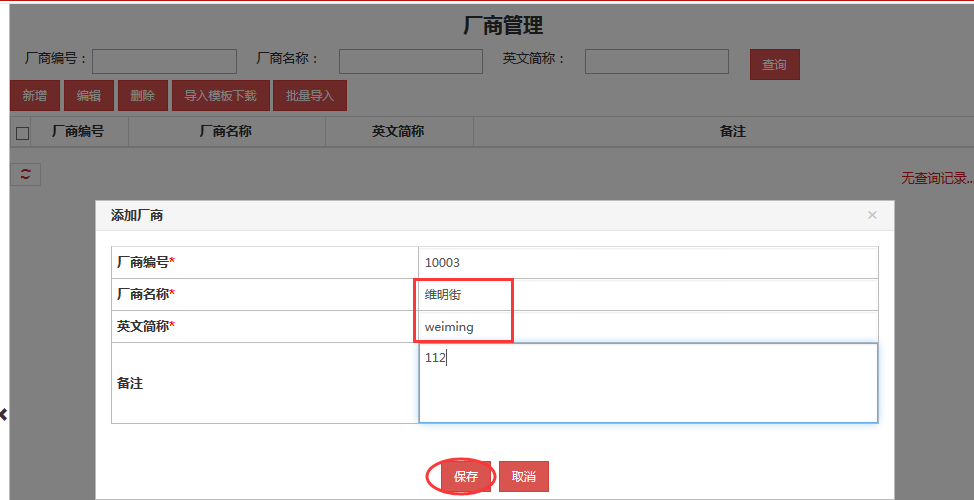 厂商管理
厂商编号： 厂商名称： 英文简称： 查询
新增 编辑 删除 导入模板下载 批量导入
厂商编号 厂商名称 英文简称 备注
无查询记录..
添加厂商 ×
厂商编号* 10003
厂商名称* 维明街
英文简称* weiming
备注 112
保存 取消